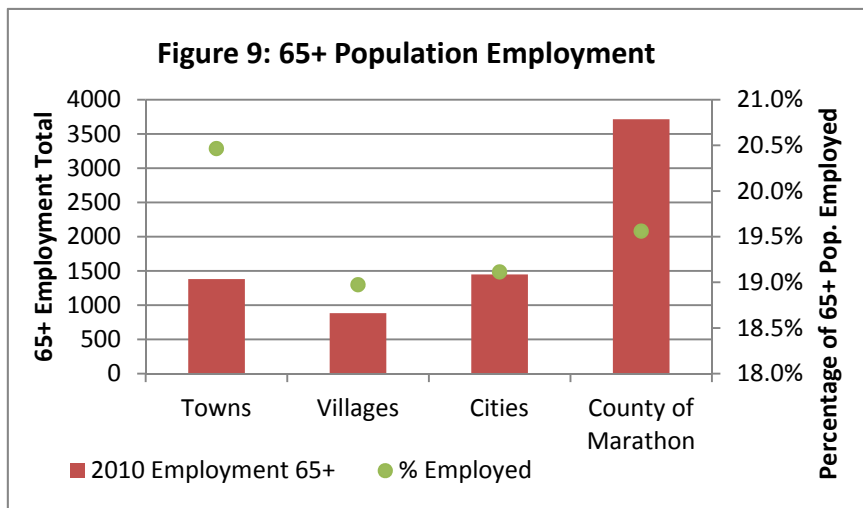 Figure 9: 65+ Population Employment
65+ Employment Total
4000
3500
3000
2500
2000
1500
1000
500
0
21.0%
20.5%
20.0%
19.5%
19.0%
18.5%
18.0%
Percentage of 65+ Pop. Employed
Towns
Villages
Cities
County of
Marathon
2010 Employment 65+
% Employed